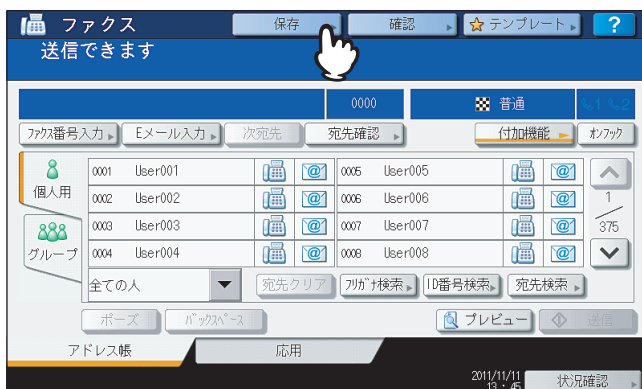 ファクス 保存 確認 テンプレート ?
送信できます
0000 普通 1 2
ファクス番号入力 Eメール入力 次宛先 宛先確認 付加機能 オンフック
個人用
グループ
0001 User001 0005 User005
0002 User002 0006 User006
0003 User003 0007 User007
0004 User004 0008 User008
1
375
全ての人 宛先クリア フリガナ検索 ID番号検索 宛先検索
ポーズ バックスペース プレビュー 送信
アドレス帳 応用
2011/11/11
13：45 状況確認